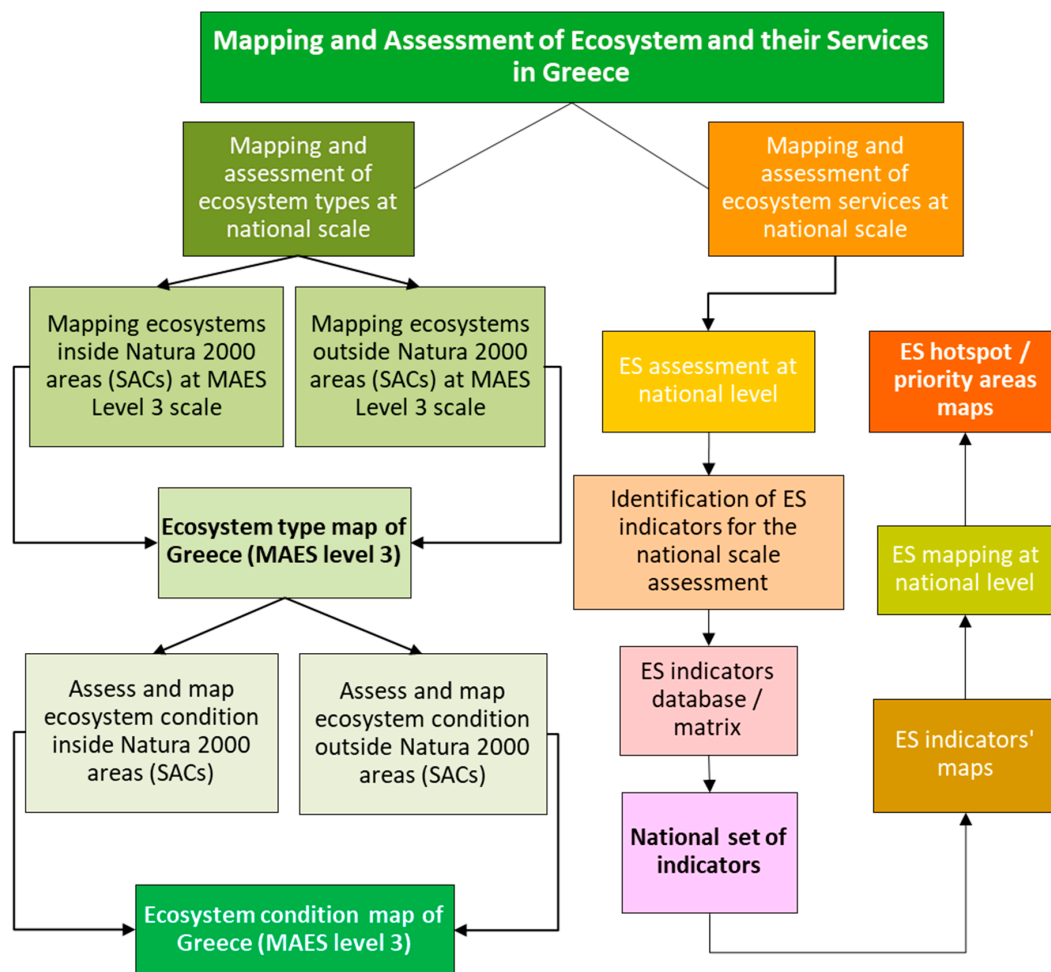 Mapping and Assessment of Ecosystem and their Services
in Greece
Mapping and
assessment of
ecosystem types at
national scale
Mapping and
assessment of
ecosystem services at
national scale
Mapping ecosystems
inside Natura 2000
areas (SACs) at MAES
Level 3 scale
Mapping ecosystems
outside Natura 2000
areas (SACs) at MAES
Level 3 scale
Ecosystem type map of
Greece (MAES level 3)
Assess and map
ecosystem condition
inside Natura 2000
areas (SACs)
Assess and map
ecosystem condition
outside Natura 2000
areas (SACs)
Ecosystem condition map of
Greece (MAES level 3)
ES assessment at
national level
Identification of ES
indicators for the
national scale
assessment
ES indicators
database /
matrix
National set of
indicators
ES indicators'
maps
ES mapping at
national level
ES hotspot /
priority areas
maps